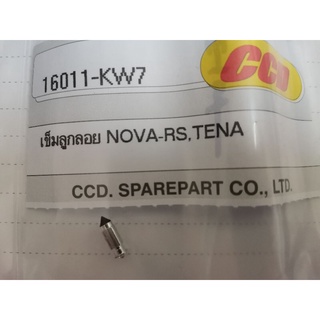 CCD
16011-KW7
เข็มลูกลอย NOVA-RS,TENA
CCD. SPAREPART CO., LTD.